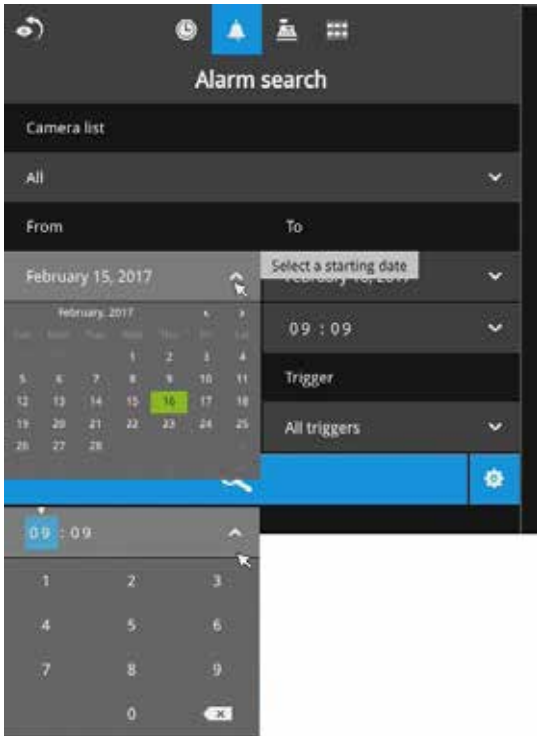 Alarm search
Camera list
All
From To
February 15, 2017
Select a starting date
February, 2017
1 2 3 4
5 6 7 8 9 10 11
12 13 14 15 16 17 18
19 20 21 22 23 24 25
26 27 28
09 : 09
Trigger
All triggers
09 : 09
1 2 3
4 5 6
7 8 9
0